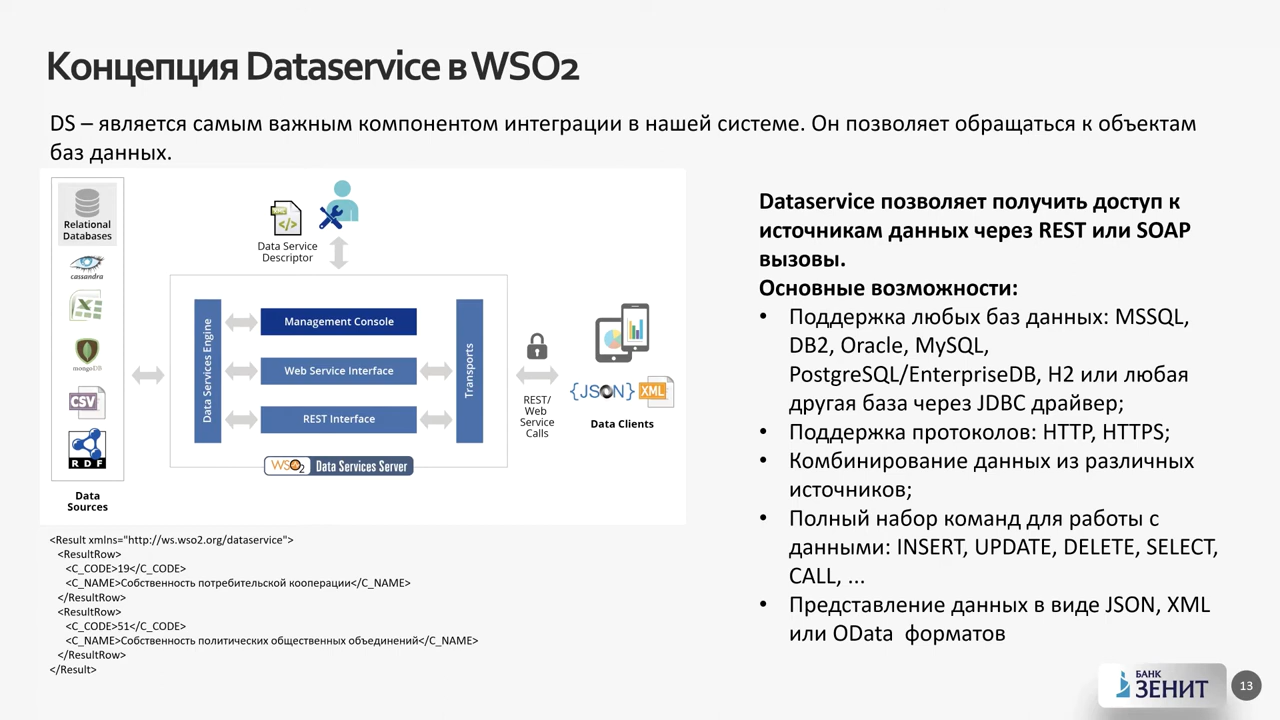 Концепция Dataservice в WSO2
DS – является самым важным компонентом интеграции в нашей системе. Он позволяет обращаться к объектам
баз данных.
Relational
Databases
cassandra
mongoDB
CSV
RDF
Data
Sources
Data Service
Descriptor
Data Services Engine
Management Console
Web Service Interface
REST Interface
Transports
WSO2 Data Services Server
REST/
Web
Service
Calls
{JSON}
XML
Data Clients
<Result xmlns="http://ws.wso2.org/dataservice">
<ResultRow>
<C_CODE>19</C_CODE>
<C_NAME>Собственность потребительской кооперации</C_NAME>
</ResultRow>
<ResultRow>
<C_CODE>51</C_CODE>
<C_NAME>Собственность политических общественных объединений</C_NAME>
</ResultRow>
</Result>
Dataservice позволяет получить доступ к
источникам данных через REST или SOAP
вызовы.
Основные возможности:
• Поддержка любых баз данных: MSSQL,
DB2, Oracle, MySQL,
PostgreSQL/EnterpriseDB, H2 или любая
другая база через JDBC драйвер;
• Поддержка протоколов: HTTP, HTTPS;
• Комбинирование данных из различных
источников;
• Полный набор команд для работы с
данными: INSERT, UPDATE, DELETE, SELECT,
CALL, ...
• Представление данных в виде JSON, XML
или OData форматов
БАНК
ЗЕНИТ
13